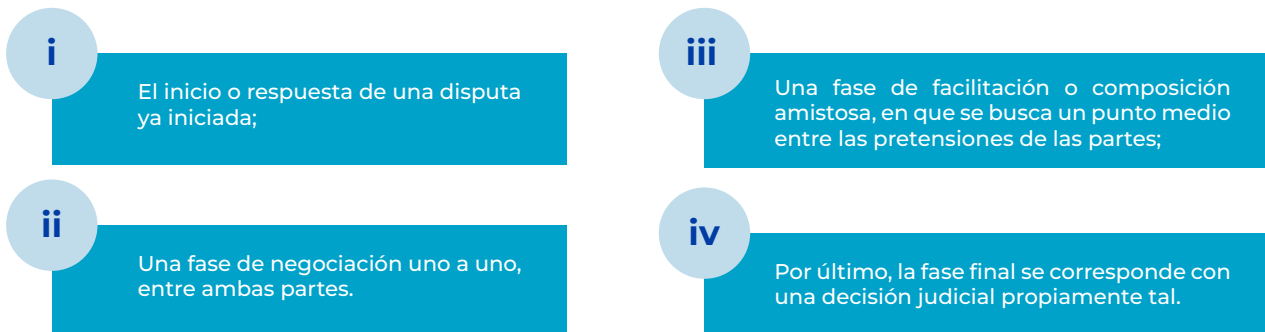 i
El inicio o respuesta de una disputa
ya iniciada;
ii
Una fase de negociación uno a uno,
entre ambas partes.
iii
Una fase de facilitación o composición
amistosa, en que se busca un punto medio
entre las pretensiones de las partes;
iv
Por último, la fase final se corresponde con
una decisión judicial propiamente tal.